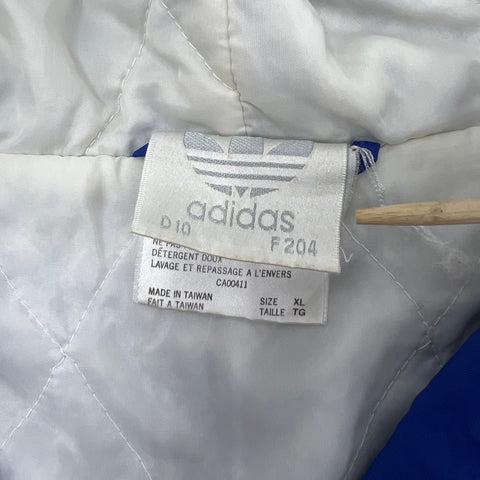 adidas
D10 F204
NE PAS
DÉTERGENT DOUX
LAVAGE ET REPASSAGE A L'ENVERS
CA00411
MADE IN TAIWAN SIZE XL
FAIT A TAIWAN TAILLE TG